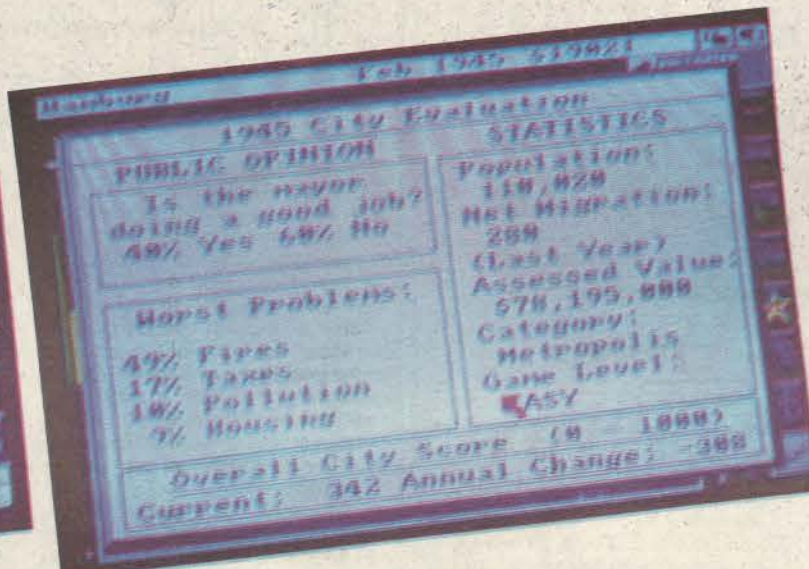 Feb 1945 $19021
1945 City Evaluation
PUBLIC OPINION
Is the mayor
doing a good job?
40% Yes 60% No
Worst Problems:
49% Fires
17% Taxes
10% Pollution
9% Housing
STATISTICS
Population:
110,020
Net Migration:
200
(Last Year)
Assessed Value:
$70,195,000
Category:
Metropolis
Game Level:
EASY
Overall City Score (0 - 1000)
Current: 342 Annual Change: -308